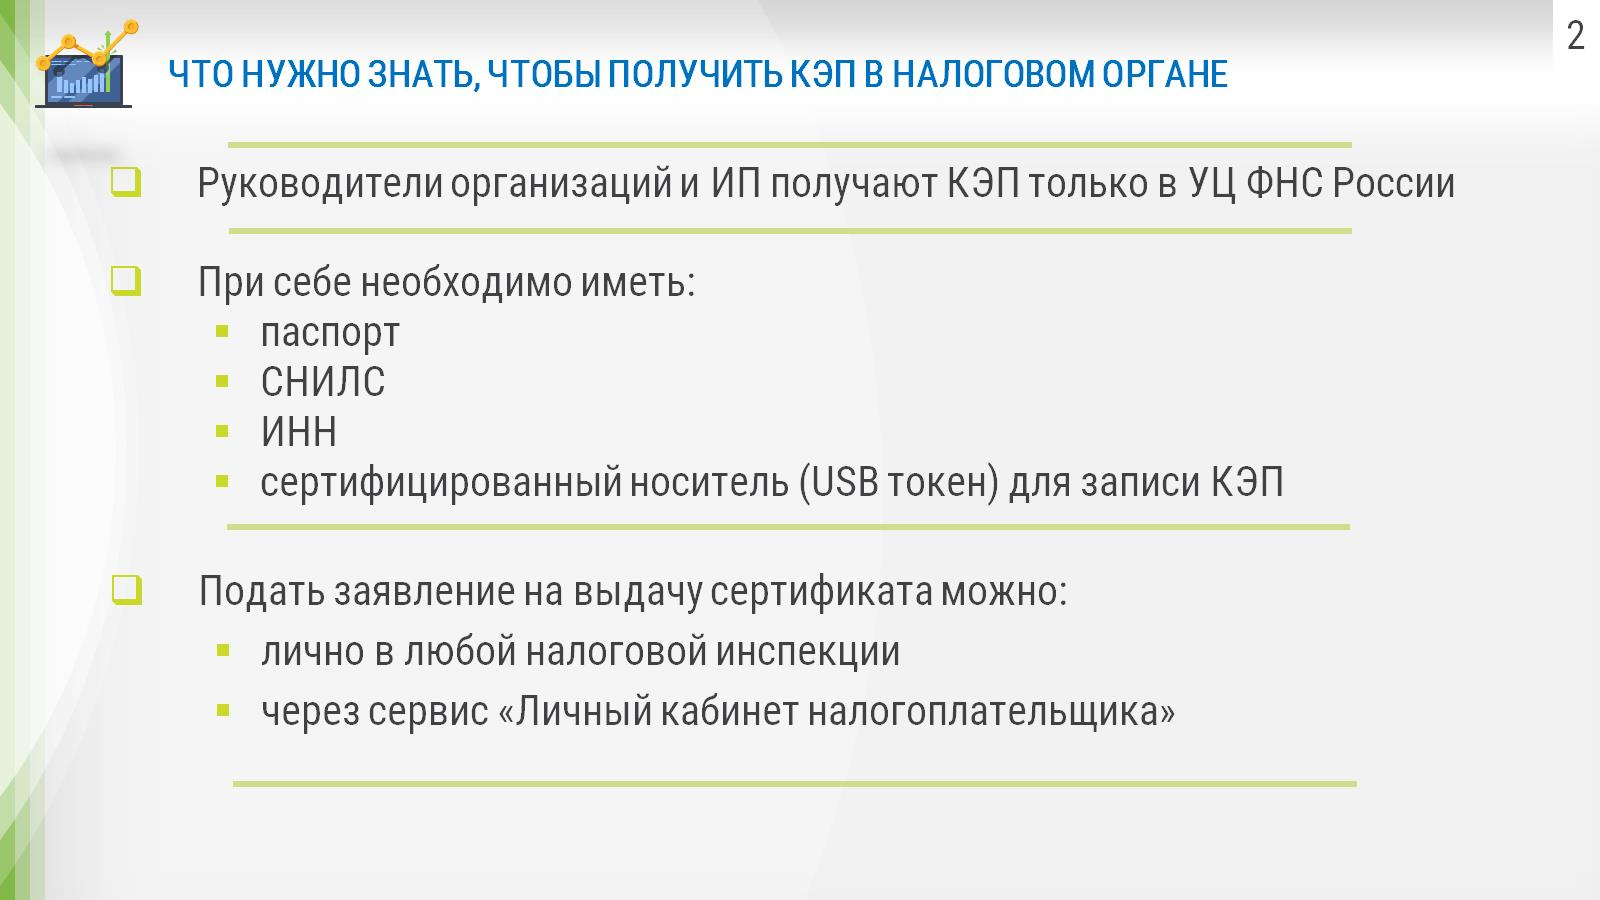 2
ЧТО НУЖНО ЗНАТЬ, ЧТОБЫ ПОЛУЧИТЬ КЭП В НАЛОГОВОМ ОРГАНЕ
Руководители организаций и ИП получают КЭП только в УЦ ФНС России
При себе необходимо иметь:
паспорт
СНИЛС
ИНН
сертифицированный носитель (USB токен) для записи КЭП
Подать заявление на выдачу сертификата можно:
лично в любой налоговой инспекции
через сервис «Личный кабинет налогоплательщика»